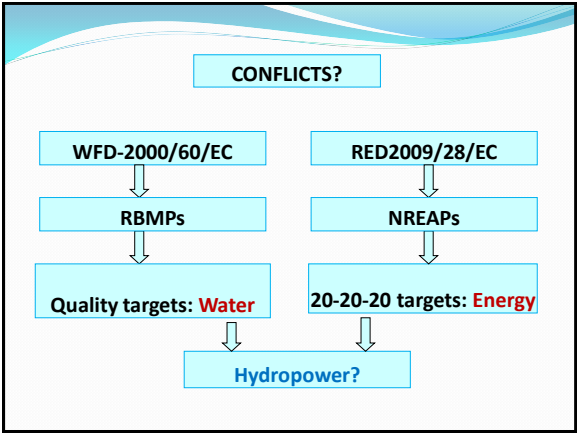 CONFLICTS?
WFD-2000/60/EC
RED2009/28/EC
RBMPs
NREAPs
Quality targets: Water
20-20-20 targets: Energy
Hydropower?